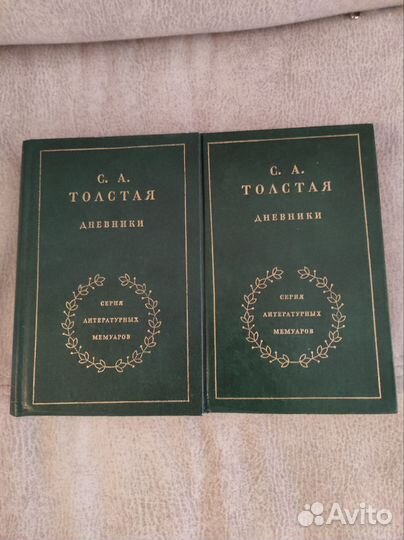 С. А.
ТОЛСТАЯ
ДНЕВНИКИ
СЕРИЯ
ЛИТЕРАТУРНЫХ
МЕМУАРОВ
С. А.
ТОЛСТАЯ
ДНЕВНИКИ
СЕРИЯ
ЛИТЕРАТУРНЫХ
МЕМУАРОВ
Avito